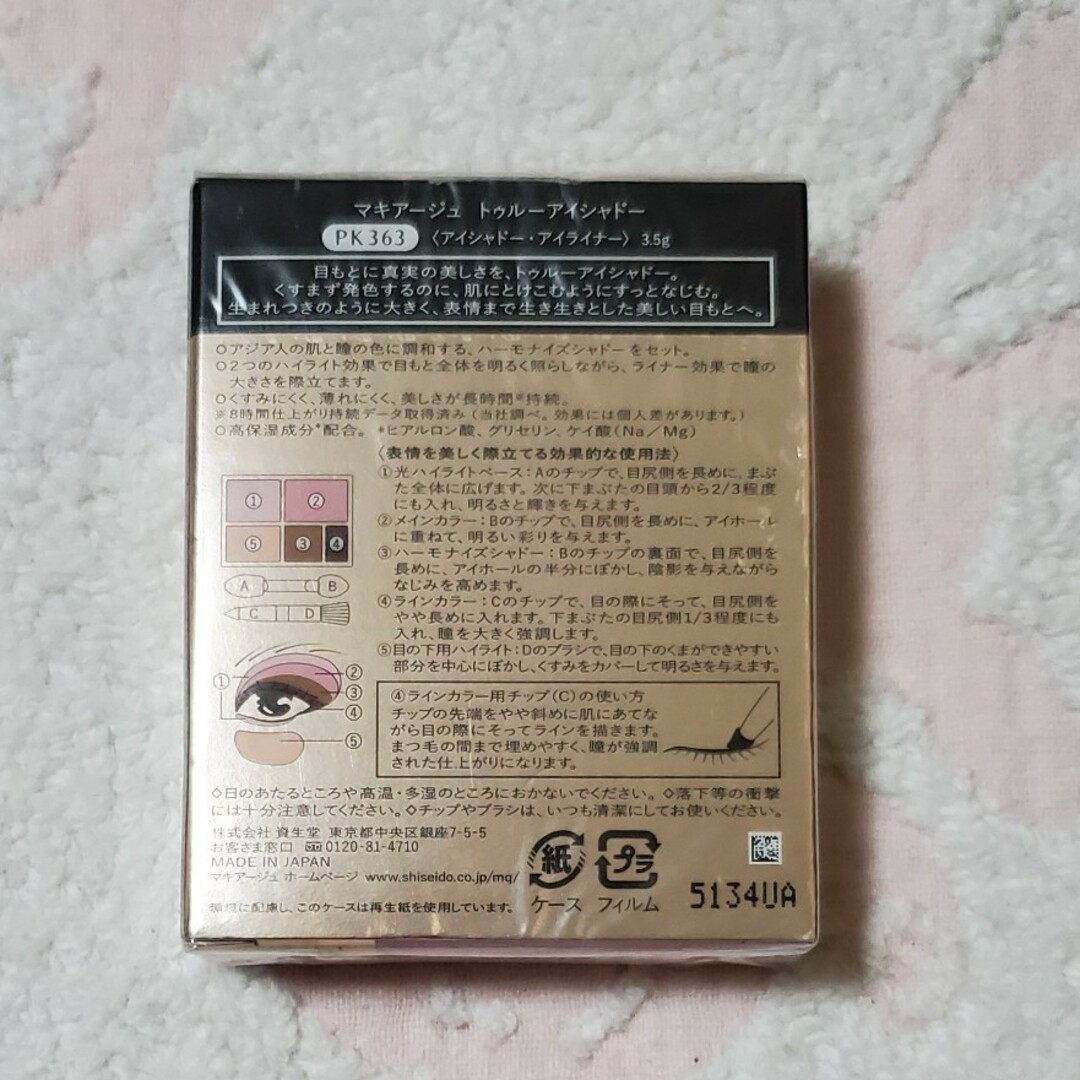 マキアージュ トゥルーアイシャドー
PK363 〈アイシャドー・アイライナー〉 3.5g
目もとに真実の美しさを、トゥルーアイシャドー。
くすまず発色するのに、肌にとけこむようにすっとなじむ。
生まれつきのように大きく、表情まで生き生きとした美しい目もとへ。
○アジア人の肌と瞳の色に調和する、ハーモナイズシャドーをセット。
○2つのハイライト効果で目もと全体を明るく照らしながら、ライナー効果で瞳の
大きさを際立てます。
○くすみにくく、薄れにくく、美しさが長時間※持続。
※8時間仕上がり持続データ取得済み(当社調べ。効果には個人差があります。)
○高保湿成分*配合。 *ヒアルロン酸、グリセリン、ケイ酸(Na/Mg)
〈表情を美しく際立てる効果的な使用法〉
①光ハイライトベース:Aのチップで、目尻側を長めに、まぶ
た全体に広げます。次に下まぶたの目頭から2/3程度
にも入れ、明るさと輝きを与えます。
②メインカラー:Bのチップで、目尻側を長めに、アイホール
に重ねて、明るい彩りを与えます。
③ハーモナイズシャドー:Bのチップの裏面で、目尻側を
長めに、アイホールの半分にぼかし、陰影を与えながら
なじみを高めます。
④ラインカラー:Cのチップで、目の際にそって、目尻側を
やや長めに入れます。下まぶたの目尻側1/3程度にも
入れ、瞳を大きく強調します。
⑤目の下用ハイライト:Dのブラシで、目の下のくまができやすい
部分を中心にぼかし、くすみをカバーして明るさを与えます。
① ②
⑤ ③ ④
A B
C D
① ②
③
④
⑤
④ラインカラー用チップ(C)の使い方
チップの先端をやや斜めに肌にあてな
がら目の際にそってラインを描きます。
まつ毛の間まで埋めやすく、瞳が強調
された仕上がりになります。
◇日のあたるところや高温・多湿のところにおかないでください。◇落下等の衝撃
には十分注意してください。◇チップやブラシは、いつも清潔にしてお使いください。
株式会社 資生堂 東京都中央区銀座7-5-5
お客さま窓口 0120-81-4710
MADE IN JAPAN
マキアージュ ホームページ www.shiseido.co.jp/mq/
環境に配慮し、このケースは再生紙を使用しています。
紙 プラ
ケース フィルム
5134UA